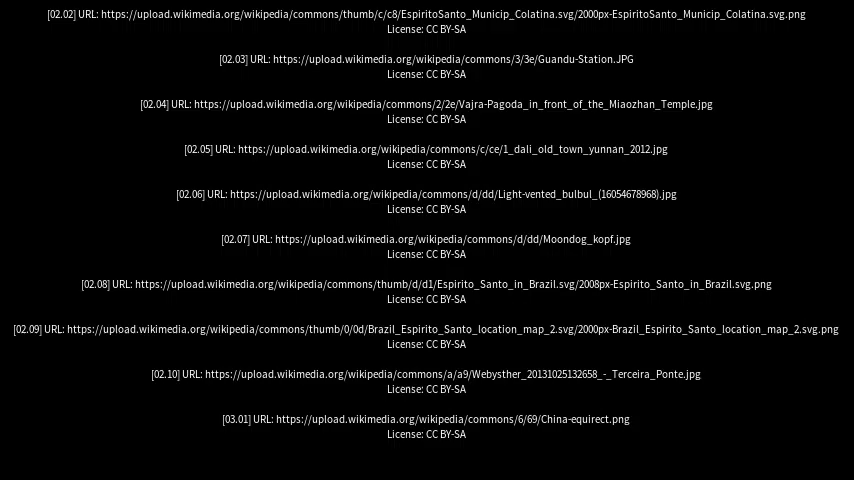 [02.02] URL: https://upload.wikimedia.org/wikipedia/commons/thumb/c/c8/EspiritoSanto_Municip_Colatina.svg/2000px-EspiritoSanto_Municip_Colatina.svg.png
License: CC BY-SA
[02.03] URL: https://upload.wikimedia.org/wikipedia/commons/3/3e/Guandu-Station.JPG
License: CC BY-SA
[02.04] URL: https://upload.wikimedia.org/wikipedia/commons/2/2e/Vajra-Pagoda_in_front_of_the_Miaozhan_Temple.jpg
License: CC BY-SA
[02.05] URL: https://upload.wikimedia.org/wikipedia/commons/c/ce/1_dali_old_town_yunnan_2012.jpg
License: CC BY-SA
[02.06] URL: https://upload.wikimedia.org/wikipedia/commons/d/dd/Light-vented_bulbul_(16054678968).jpg
License: CC BY-SA
[02.07] URL: https://upload.wikimedia.org/wikipedia/commons/d/dd/Moondog_kopf.jpg
License: CC BY-SA
[02.08] URL: https://upload.wikimedia.org/wikipedia/commons/thumb/d/d1/Espirito_Santo_in_Brazil.svg/2008px-Espirito_Santo_in_Brazil.svg.png
License: CC BY-SA
[02.09] URL: https://upload.wikimedia.org/wikipedia/commons/thumb/0/0d/Brazil_Espirito_Santo_location_map_2.svg/2000px-Brazil_Espirito_Santo_location_map_2.svg.png
License: CC BY-SA
[02.10] URL: https://upload.wikimedia.org/wikipedia/commons/a/a9/Webysther_20131025132658_-_Terceira_Ponte.jpg
License: CC BY-SA
[03.01] URL: https://upload.wikimedia.org/wikipedia/commons/6/69/China-equirect.png
License: CC BY-SA